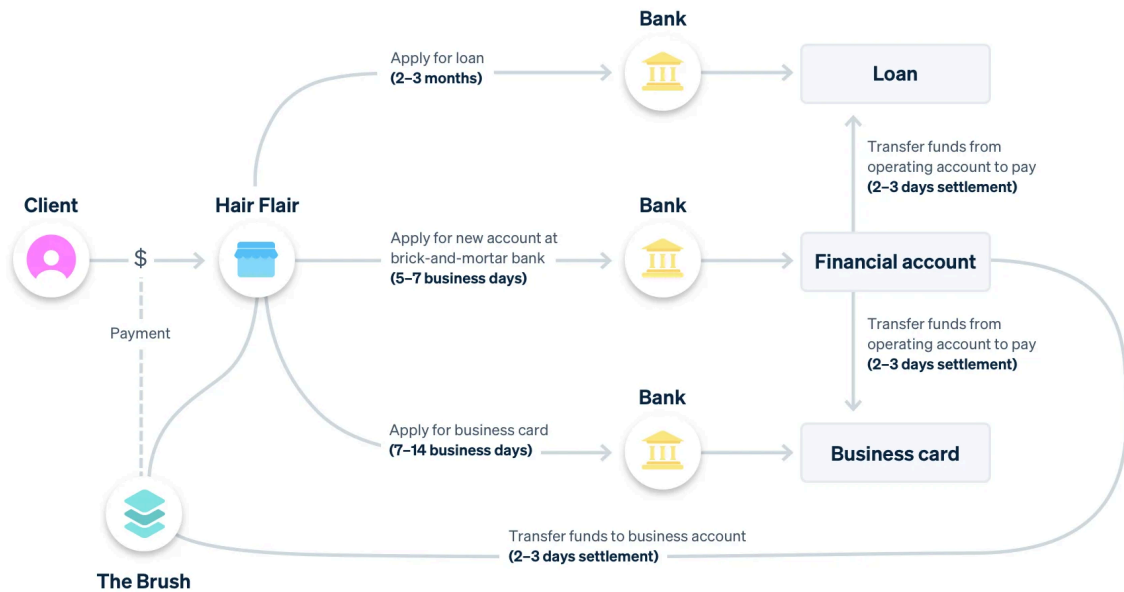 Bank
Apply for loan
(2–3 months)
Loan
Transfer funds from
operating account to pay
(2–3 days settlement)
Client
Hair Flair
Bank
$
Apply for new account at
brick-and-mortar bank
(5–7 business days)
Financial account
Payment
Transfer funds from
operating account to pay
(2–3 days settlement)
Bank
Apply for business card
(7–14 business days)
Business card
Transfer funds to business account
(2–3 days settlement)
The Brush